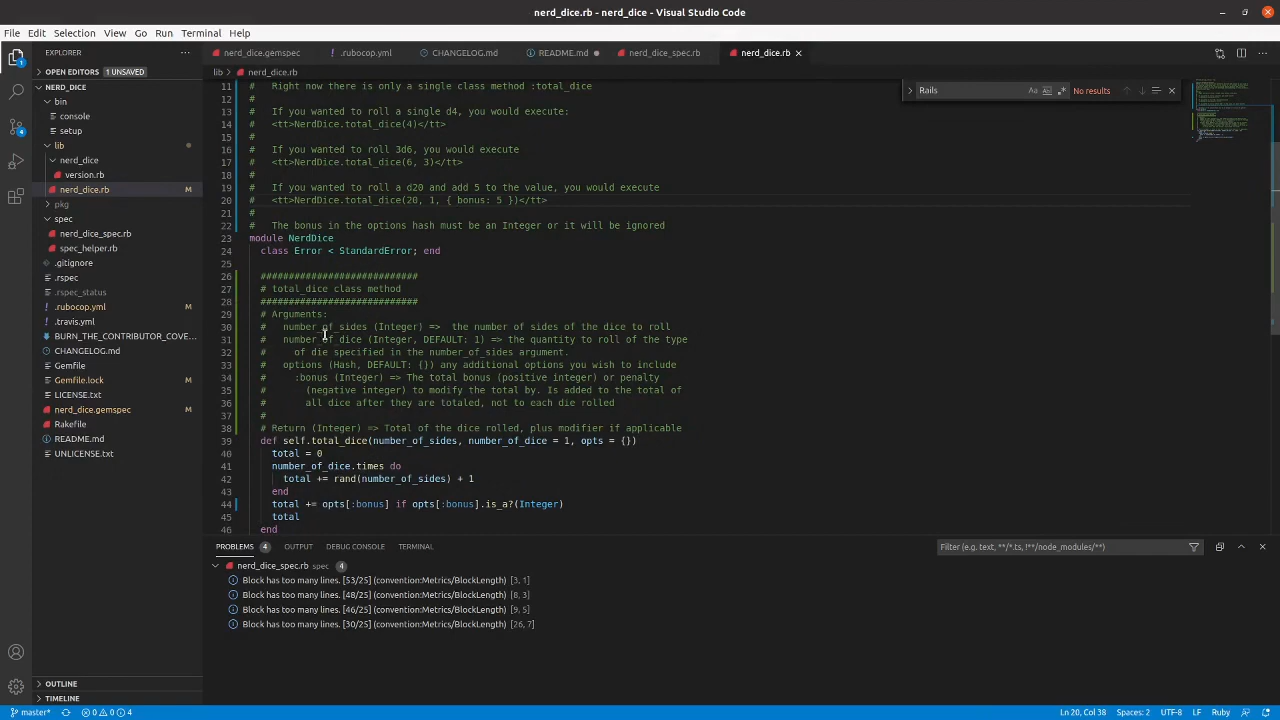 nerd_dice.rb - nerd_dice - Visual Studio Code
File Edit Selection View Go Run Terminal Help
EXPLORER
nerd_dice.gemspec .rubocop.yml CHANGELOG.md README.md nerd_dice_spec.rb nerd_dice.rb
OPEN EDITORS 1 UNSAVED
NERD_DICE
bin
console
setup
lib
nerd_dice
version.rb
nerd_dice.rb M
pkg
spec
nerd_dice_spec.rb
spec_helper.rb
.gitignore
.rspec
.rspec_status
.rubocop.yml M
.travis.yml
BURN_THE_CONTRIBUTOR_COVE...
CHANGELOG.md
Gemfile
Gemfile.lock M
LICENSE.txt
nerd_dice.gemspec M
Rakefile
README.md
UNLICENSE.txt
OUTLINE
TIMELINE
1
4
lib > nerd_dice.rb
Rails Aa Ab No results
11 # Right now there is only a single class method :total_dice
12 #
13 # If you wanted to roll a single d4, you would execute:
14 # <tt>NerdDice.total_dice(4)</tt>
15 #
16 # If you wanted to roll 3d6, you would execute
17 # <tt>NerdDice.total_dice(6, 3)</tt>
18 #
19 # If you wanted to roll a d20 and add 5 to the value, you would execute
20 # <tt>NerdDice.total_dice(20, 1, { bonus: 5 })</tt>
21 #
22 # The bonus in the options hash must be an Integer or it will be ignored
23 module NerdDice
24 class Error < StandardError; end
25
26 ############################
27 # total_dice class method
28 ############################
29 # Arguments:
30 # number_of_sides (Integer) => the number of sides of the dice to roll
31 # number_of_dice (Integer, DEFAULT: 1) => the quantity to roll of the type
32 # of die specified in the number_of_sides argument.
33 # options (Hash, DEFAULT: {}) any additional options you wish to include
34 # :bonus (Integer) => The total bonus (positive integer) or penalty
35 # (negative integer) to modify the total by. Is added to the total of
36 # all dice after they are totaled, not to each die rolled
37 #
38 # Return (Integer) => Total of the dice rolled, plus modifier if applicable
39 def self.total_dice(number_of_sides, number_of_dice = 1, opts = {})
40 total = 0
41 number_of_dice.times do
42 total += rand(number_of_sides) + 1
43 end
44 total += opts[:bonus] if opts[:bonus].is_a?(Integer)
45 total
46 end
PROBLEMS 4 OUTPUT DEBUG CONSOLE TERMINAL Filter (e.g. text, **/*.ts, !**/node_modules/**)
nerd_dice_spec.rb spec 4
Block has too many lines. [53/25] (convention:Metrics/BlockLength) [3, 1]
Block has too many lines. [48/25] (convention:Metrics/BlockLength) [8, 3]
Block has too many lines. [46/25] (convention:Metrics/BlockLength) [9, 5]
Block has too many lines. [30/25] (convention:Metrics/BlockLength) [26, 7]
master* 0 0 4 Ln 20, Col 38 Spaces: 2 UTF-8 LF Ruby